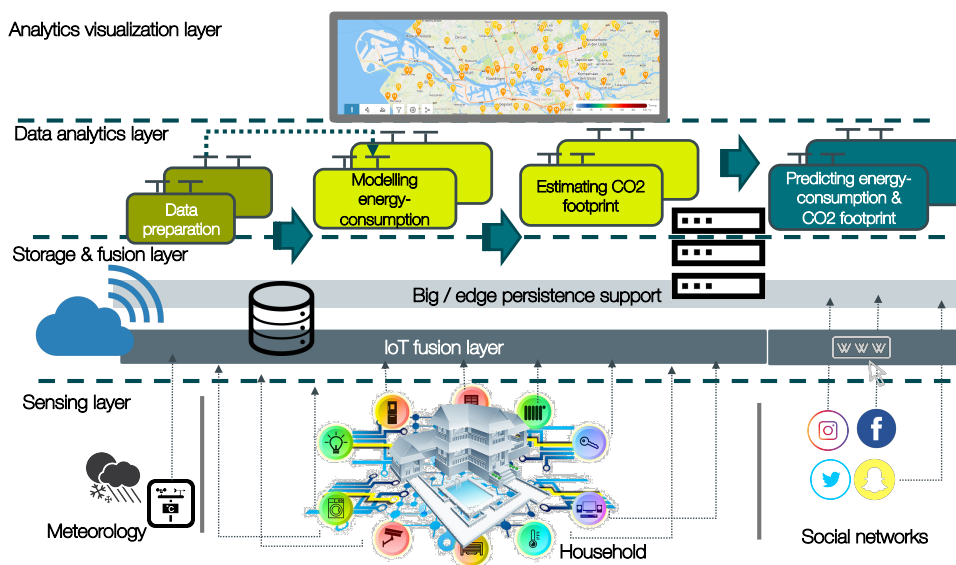 Analytics visualization layer
Rotterdam
Data analytics layer
Data
preparation
Modelling
energy-
consumption
Estimating CO2
footprint
Predicting energy-
consumption &
CO2 footprint
Storage & fusion layer
Big / edge persistence support
IoT fusion layer
W W W
Sensing layer
°C
Meteorology
Household
Social networks